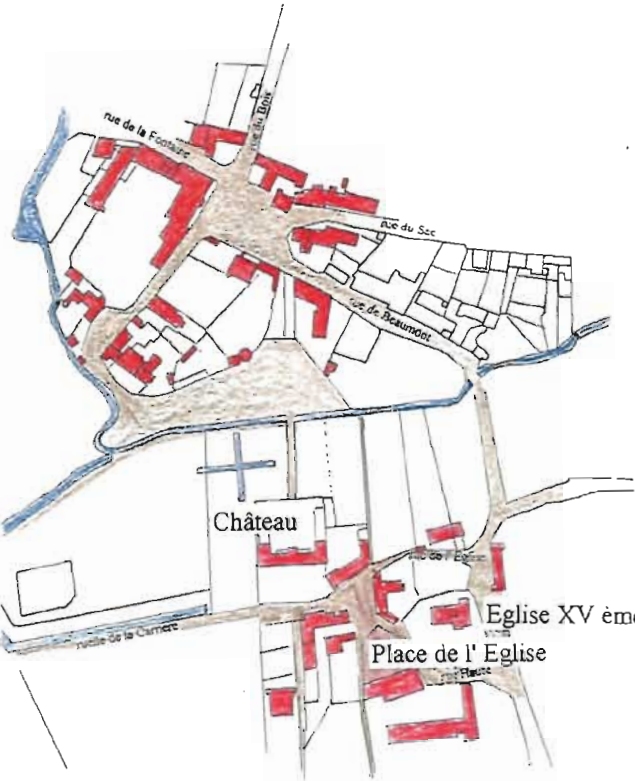 rue du Bois
rue de la Fontaine
rue du Sac
rue de Beaumont
Château
rue de l'Eglise
Eglise XV ème
ruelle de la Carrière
Place de l' Eglise
rue Haute